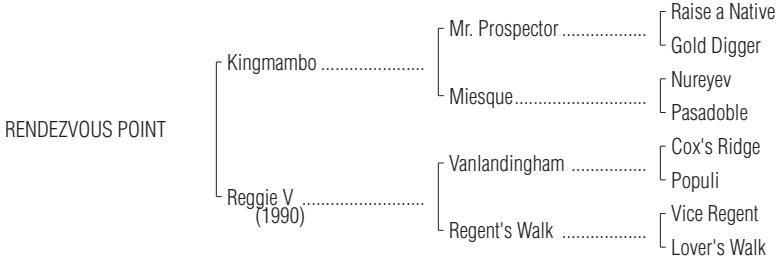 Raise a Native
Mr. Prospector ..................
Gold Digger
Kingmambo ......................
Nureyev
Miesque............................
Pasadoble
RENDEZVOUS POINT
Cox's Ridge
Vanlandingham ................
Populi
Reggie V ..........................
(1990)
Vice Regent
Regent's Walk ..................
Lover's Walk